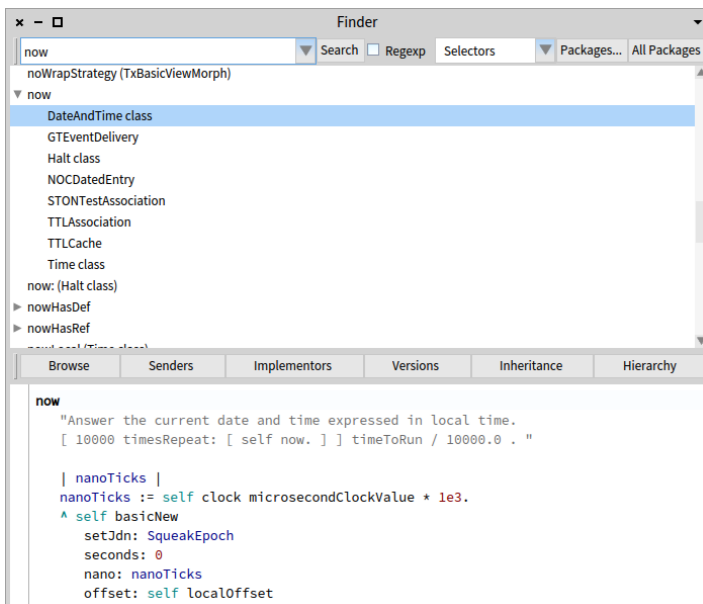 Finder
now Search Regexp Selectors Packages... All Packages
noWrapStrategy (TxBasicViewMorph)
now
DateAndTime class
GTEventDelivery
Halt class
NOCDatedEntry
STONTestAssociation
TTLAssociation
TTLCache
Time class
now: (Halt class)
nowHasDef
nowHasRef
nowLocal (Time class)
Browse Senders Implementors Versions Inheritance Hierarchy
now
"Answer the current date and time expressed in local time.
[ 10000 timesRepeat: [ self now. ] ] timeToRun / 10000.0 . "
| nanoTicks |
nanoTicks := self clock microsecondClockValue * 1e3.
^ self basicNew
setJdn: SqueakEpoch
seconds: 0
nano: nanoTicks
offset: self localOffset